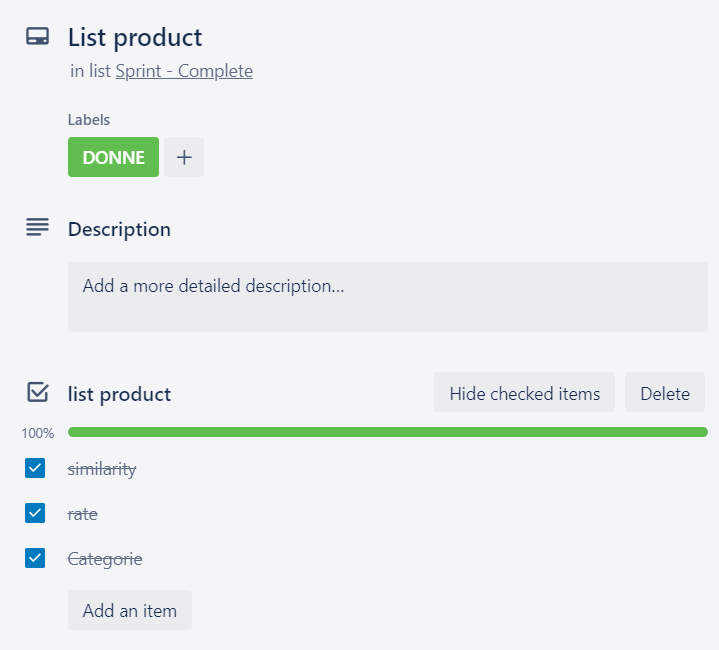 List product
in list Sprint - Complete
Labels
DONNE +
Description
Add a more detailed description...
list product Hide checked items Delete
100%
similarity
rate
Categorie
Add an item